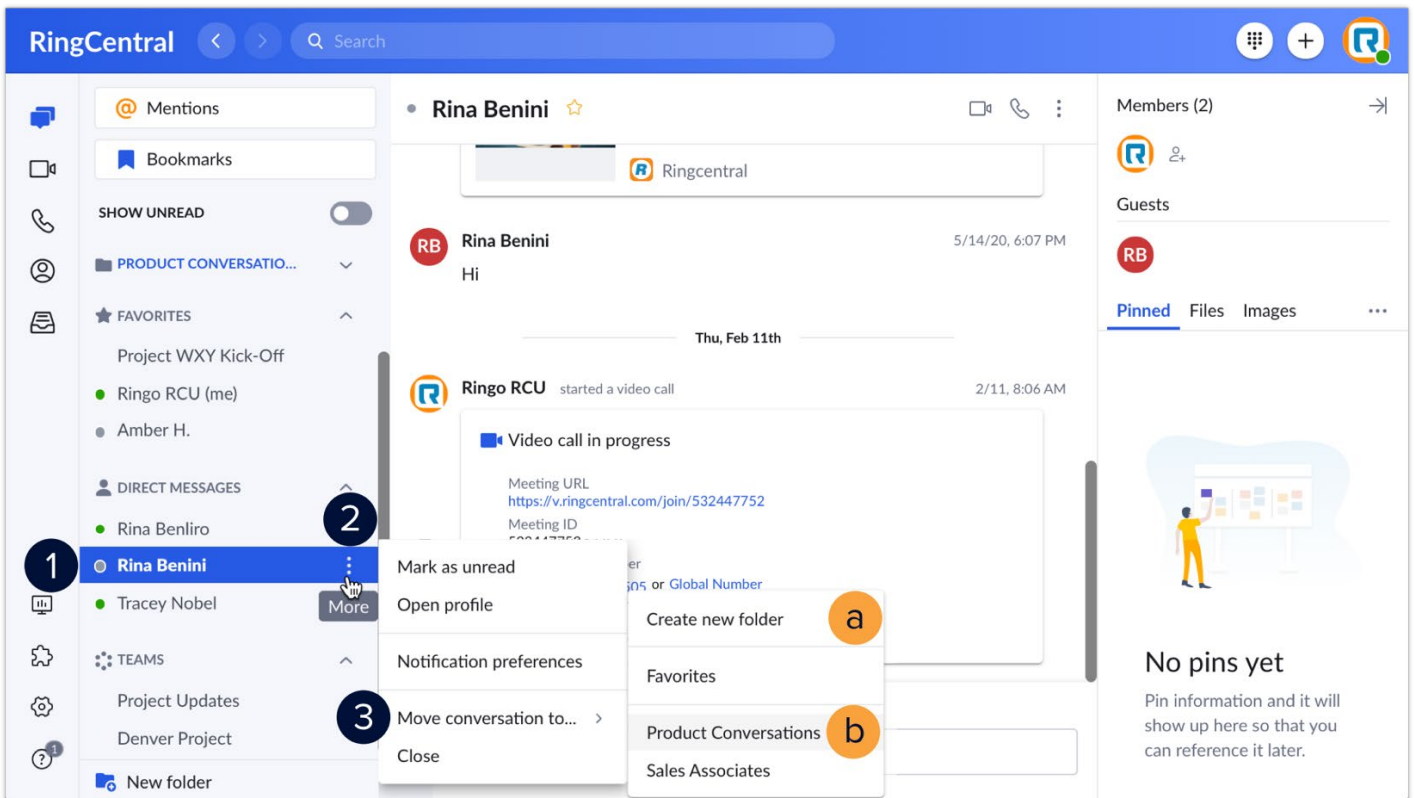 RingCentral
Search
@ Mentions
Bookmarks
SHOW UNREAD
PRODUCT CONVERSATIO...
FAVORITES
Project WXY Kick-Off
Ringo RCU (me)
Amber H.
DIRECT MESSAGES
2
Rina Benliro
1
Rina Benini
Tracey Nobel
More
TEAMS
Project Updates
Denver Project
1
New folder
Rina Benini
R Ringcentral
RB Rina Benini 5/14/20, 6:07 PM
Hi
Thu, Feb 11th
Ringo RCU started a video call 2/11, 8:06 AM
Video call in progress
Meeting URL
https://v.ringcentral.com/join/532447752
Meeting ID
or Global Number
Mark as unread
Open profile
Notification preferences
3 Move conversation to...
Close
Create new folder a
Favorites
Product Conversations b
Sales Associates
Members (2)
Guests
RB
Pinned Files Images
No pins yet
Pin information and it will
show up here so that you
can reference it later.